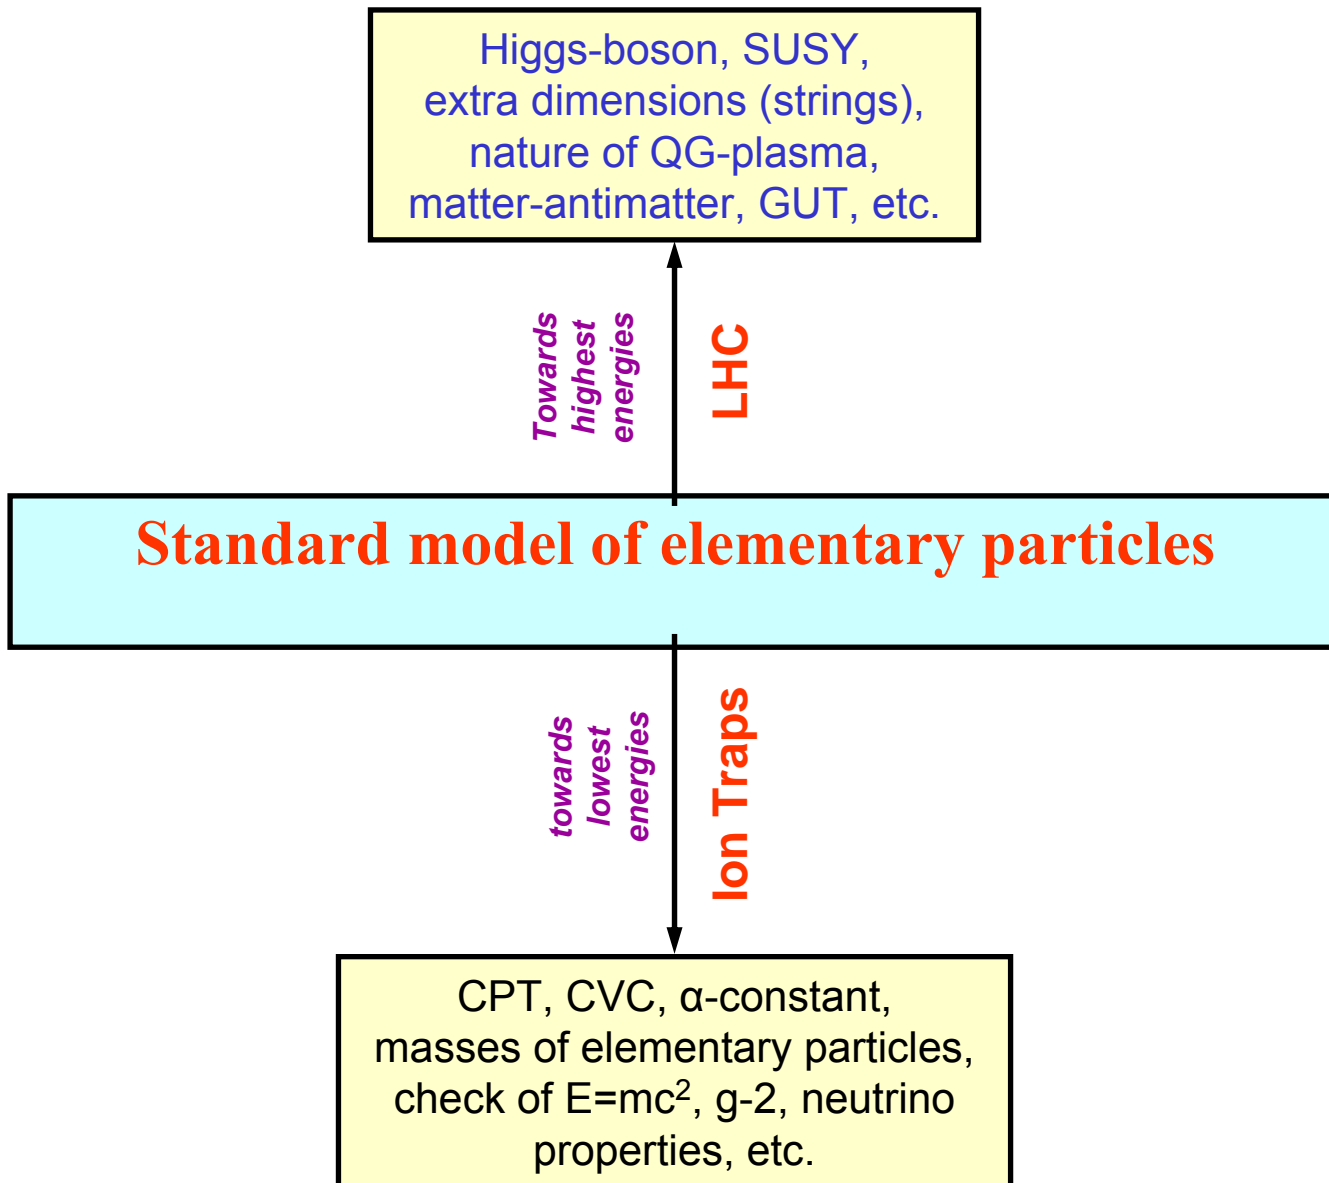 Higgs-boson, SUSY,
extra dimensions (strings),
nature of QG-plasma,
matter-antimatter, GUT, etc.
Towards
highest
energies
LHC
Standard model of elementary particles
towards
lowest
energies
Ion Traps
CPT, CVC, α-constant,
masses of elementary particles,
check of E=mc², g-2, neutrino
properties, etc.